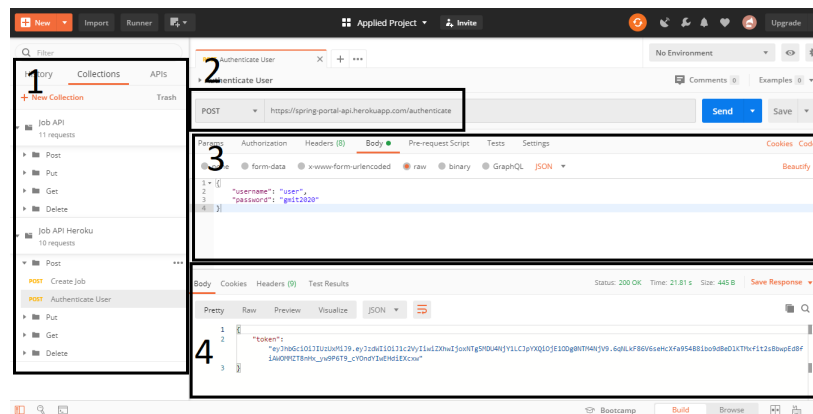 New
Import
Runner
Applied Project
Invite
Upgrade
Filter
History
Collections
APIs
1
+ New Collection
Trash
Job API
11 requests
Post
Put
Get
Delete
Job API Heroku
10 requests
Post
POST Create Job
POST Authenticate User
Put
Get
Delete
2
Authenticate User
No Environment
Authenticate User
Comments 0
Examples 0
POST
https://spring-portal-api.herokuapp.com/authenticate
Send
Save
Params Authorization Headers (8) Body Pre-request Script Tests Settings
Cookies Code
3
none form-data x-www-form-urlencoded raw binary GraphQL JSON
Beautify
1 {
2 "username": "user",
3 "password": "gmit2020"
4 }
Body Cookies Headers (9) Test Results
Status: 200 OK Time: 21.81 s Size: 445 B Save Response
Pretty Raw Preview Visualize JSON
4
1 {
2 "token":
3 }
Bootcamp
Build
Browse